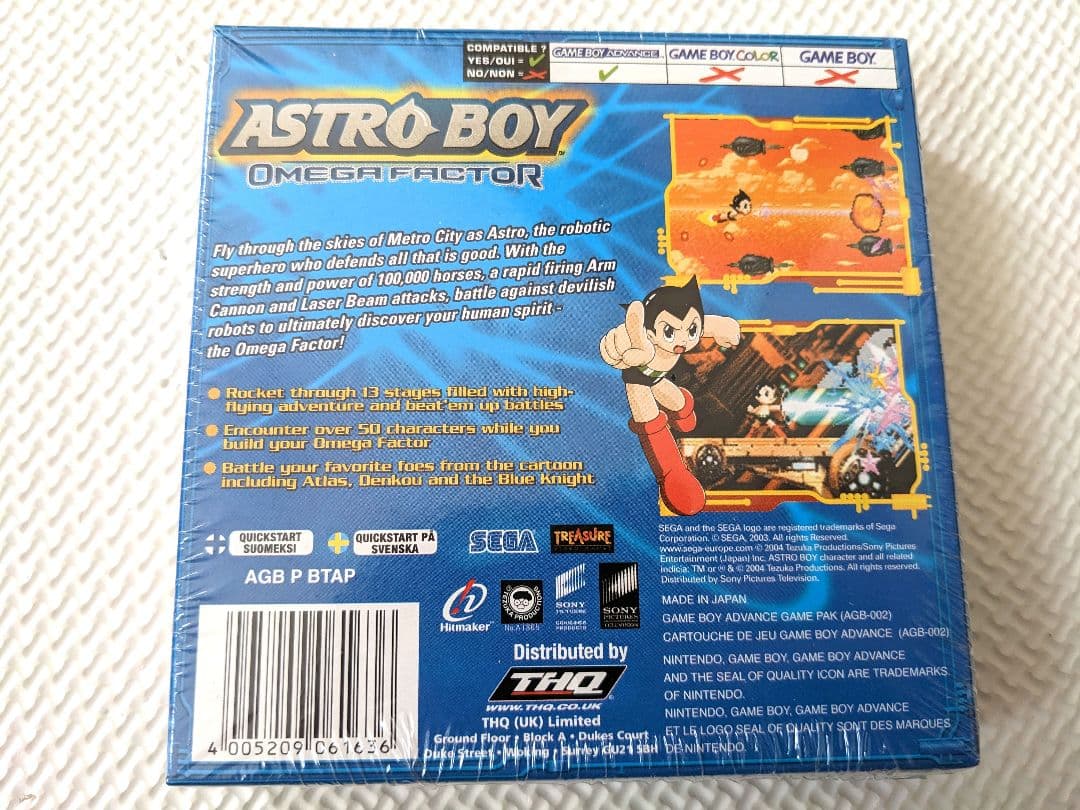 COMPATIBLE ?
YES/OUI =
NO/NON =
GAME BOY ADVANCE
GAME BOY COLOR
GAME BOY
ASTRO BOY
OMEGA FACTOR
Fly through the skies of Metro City as Astro, the robotic
superhero who defends all that is good. With the
strength and power of 100,000 horses, a rapid firing Arm
Cannon and Laser Beam attacks, battle against devilish
robots to ultimately discover your human spirit -
the Omega Factor!
Rocket through 13 stages filled with high-
flying adventure and beat'em up battles
Encounter over 50 characters while you
build your Omega Factor
Battle your favorite foes from the cartoon
including Atlas, Denkou and the Blue Knight
QUICKSTART
SUOMEKSI
QUICKSTART PÅ
SVENSKA
SEGA
TREASURE
AGB P BTAP
Hitmaker
TEZUKA PRODUCTIONS
SONY
PICTURES
CONSUMER
PRODUCTS
SONY
PICTURES
TELEVISION
SEGA and the SEGA logo are registered trademarks of Sega
Corporation. © SEGA, 2003. All rights Reserved.
www.sega-europe.com © 2004 Tezuka Productions/Sony Pictures
Entertainment (Japan) Inc. ASTRO BOY character and all related
indicia: TM or ® & © 2004 Tezuka Productions. All rights reserved.
Distributed by Sony Pictures Television.
MADE IN JAPAN
GAME BOY ADVANCE GAME PAK (AGB-002)
CARTOUCHE DE JEU GAME BOY ADVANCE (AGB-002)
NINTENDO, GAME BOY, GAME BOY ADVANCE
AND THE SEAL OF QUALITY ICON ARE TRADEMARKS
OF NINTENDO.
NINTENDO, GAME BOY, GAME BOY ADVANCE
ET LE LOGO SEAL OF QUALITY SONT DES MARQUES
DE NINTENDO.
Distributed by
THQ
WWW.THQ.CO.UK
THQ (UK) Limited
Ground Floor • Block A • Dukes Court
Duke Street • Woking • Surrey GU21 5BH
4 005209 061636